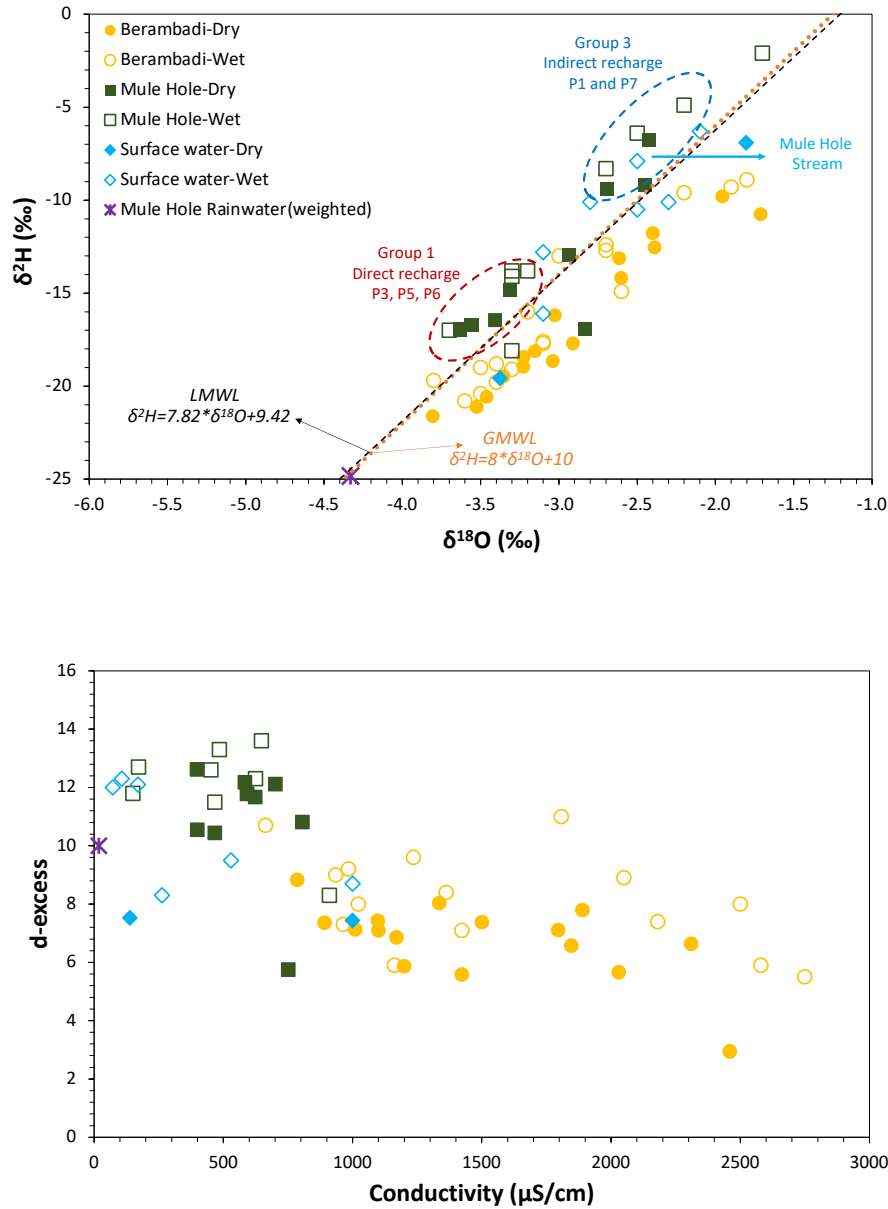 0
-5
-10
-15
-20
-25
-6.0
-5.5
-5.0
-4.5
-4.0
-3.5
-3.0
-2.5
-2.0
-1.5
-1.0
δ²H (‰)
δ¹⁸O (‰)
Berambadi-Dry
Berambadi-Wet
Mule Hole-Dry
Mule Hole-Wet
Surface water-Dry
Surface water-Wet
Mule Hole Rainwater(weighted)
Group 3
Indirect recharge
P1 and P7
Mule Hole
Stream
Group 1
Direct recharge
P3, P5, P6
LMWL
δ²H=7.82*δ¹⁸O+9.42
GMWL
δ²H=8*δ¹⁸O+10
16
14
12
10
8
6
4
2
0
0
500
1000
1500
2000
2500
3000
d-excess
Conductivity (µS/cm)